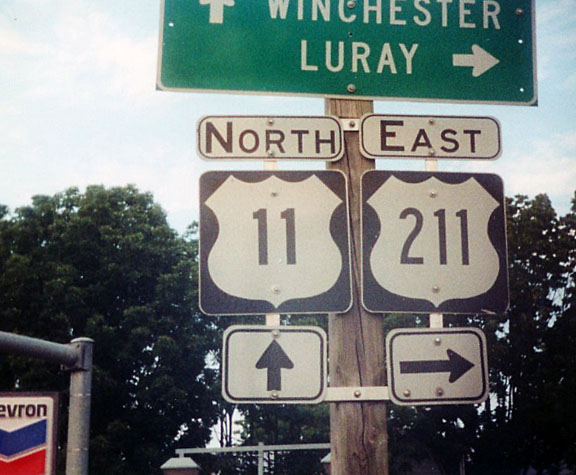 WINCHESTER
LURAY
NORTH EAST
11 211
evron